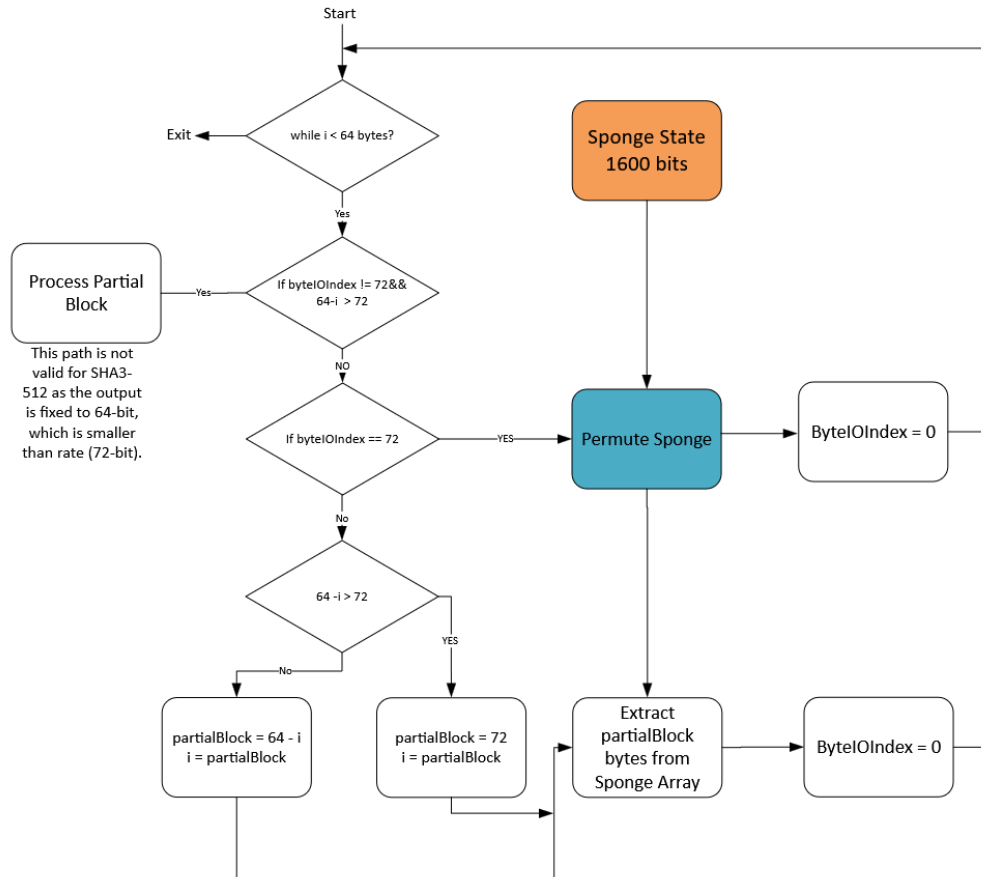 Start
while i < 64 bytes?
Exit
Sponge State
1600 bits
Yes
If byteIOIndex != 72&&
64-i > 72
Yes
Process Partial
Block
This path is not
valid for SHA3-
512 as the output
is fixed to 64-bit,
which is smaller
than rate (72-bit).
NO
If byteIOIndex == 72
YES
Permute Sponge
ByteIOIndex = 0
No
64 -i > 72
YES
No
partialBlock = 64 - i
i = partialBlock
partialBlock = 72
i = partialBlock
Extract
partialBlock
bytes from
Sponge Array
ByteIOIndex = 0